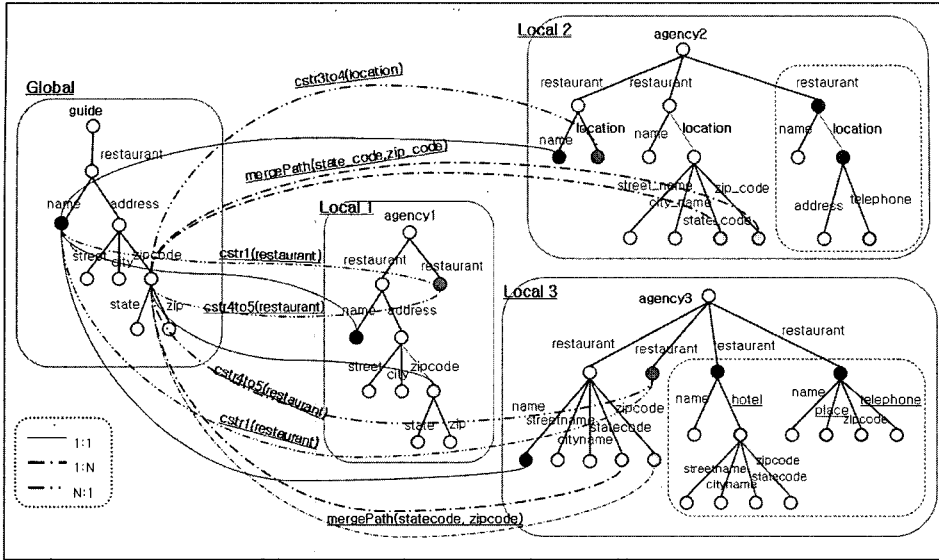 Global
guide
restaurant
name
address
street
city
zipcode
state
zip
1:1
1:N
N:1
cstr3to4(location)
mergePath(state_code,zip_code)
cstr1(restaurant)
cstr4to5(restaurant)
cstr4to5(restaurant)
cstr1(restaurant)
mergePath(statecode, zipcode)
Local 1
agency1
restaurant
restaurant
name
address
street
city
zipcode
state
zip
Local 2
agency2
restaurant
restaurant
restaurant
name
location
name
location
name
location
street_name
city_name
state_code
zip_code
address
telephone
Local 3
agency3
restaurant
restaurant
restaurant
restaurant
name
streetname
cityname
statecode
zipcode
name
hotel
streetname
cityname
zipcode
statecode
name
place
zipcode
telephone